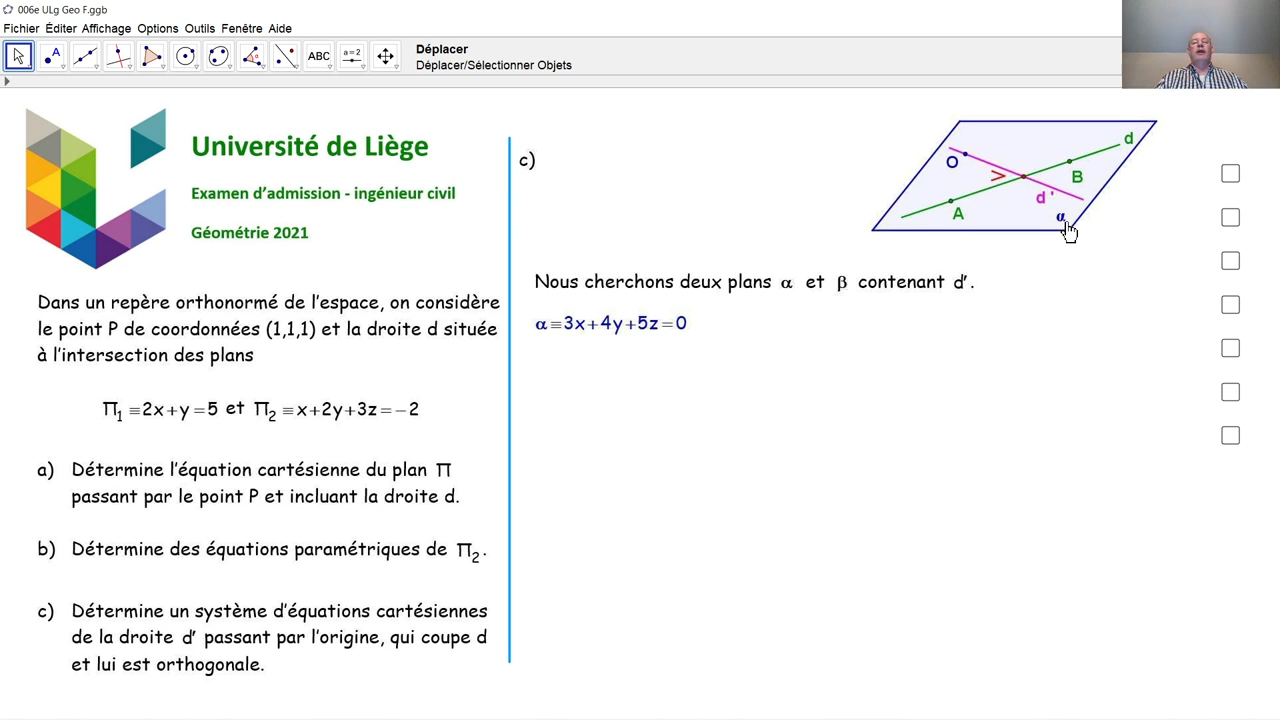 006e ULg Geo F.ggb
Fichier Éditer Affichage Options Outils Fenêtre Aide
A
ABC
a=2
Déplacer
Déplacer/Sélectionner Objets
Université de Liège
Examen d'admission - ingénieur civil
Géométrie 2021
Dans un repère orthonormé de l'espace, on considère
le point P de coordonnées (1,1,1) et la droite d située
à l'intersection des plans
Π₁ ≡2x+y=5 et Π₂ ≡x+2y+3z=−2
a) Détermine l'équation cartésienne du plan Π
passant par le point P et incluant la droite d.
b) Détermine des équations paramétriques de Π₂.
c) Détermine un système d'équations cartésiennes
de la droite d' passant par l'origine, qui coupe d
et lui est orthogonale.
c)
d
O
B
d'
A
α
Nous cherchons deux plans α et β contenant d'.
α≡3x+4y+5z=0